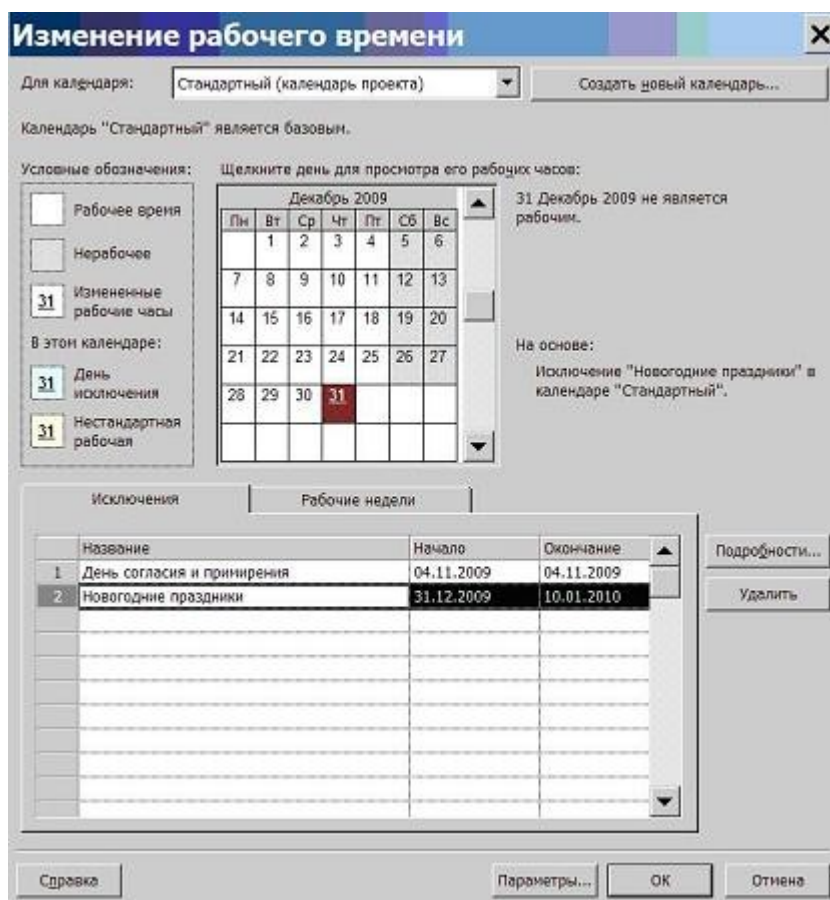 Изменение рабочего времени
Для календаря: Стандартный (календарь проекта) Создать новый календарь...
Календарь "Стандартный" является базовым.
Условные обозначения:
Рабочее время
Нерабочее
31 Измененные
рабочие часы
В этом календаре:
31 День
исключения
31 Нестандартная
рабочая
Щелкните день для просмотра его рабочих часов:
Декабрь 2009
Пн Вт Ср Чт Пт Сб Вс
1 2 3 4 5 6
7 8 9 10 11 12 13
14 15 16 17 18 19 20
21 22 23 24 25 26 27
28 29 30 31
31 Декабрь 2009 не является
рабочим.
На основе:
Исключение "Новогодние праздники" в
календаре "Стандартный".
Исключения Рабочие недели
Название Начало Окончание
1 День согласия и примирения 04.11.2009 04.11.2009
2 Новогодние праздники 31.12.2009 10.01.2010
Подробности...
Удалить
Справка Параметры... ОК Отмена